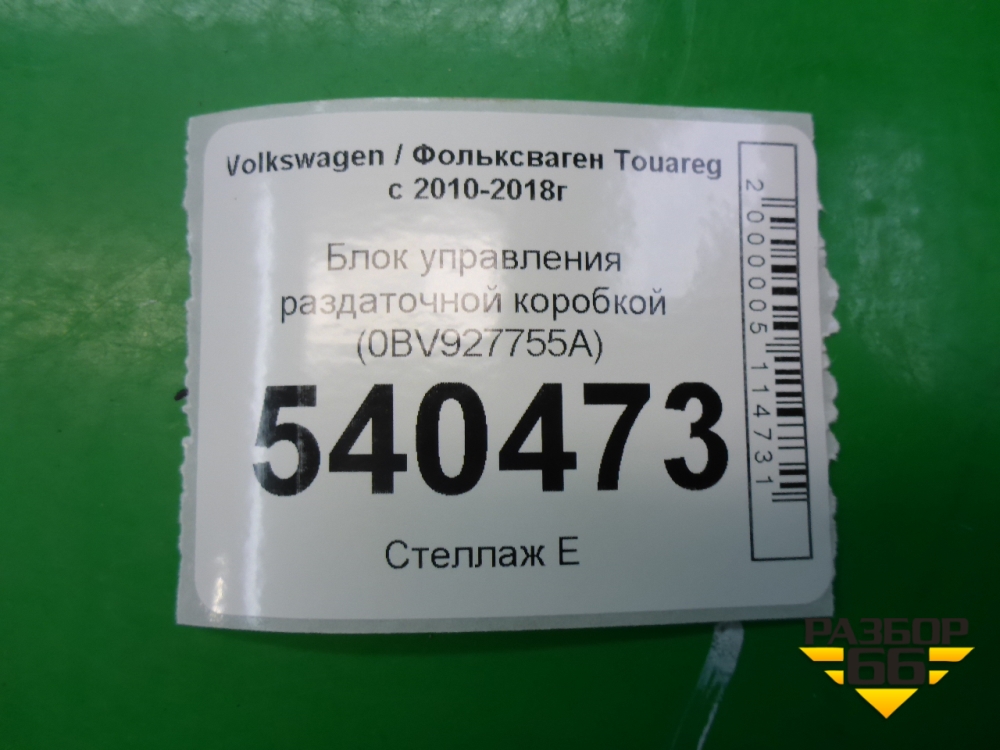 Volkswagen / Фольксваген Touareg
с 2010-2018г
Блок управления
раздаточной коробкой
(0BV927755A)
540473
Стеллаж Е
2000005114731
РАЗБОР
66